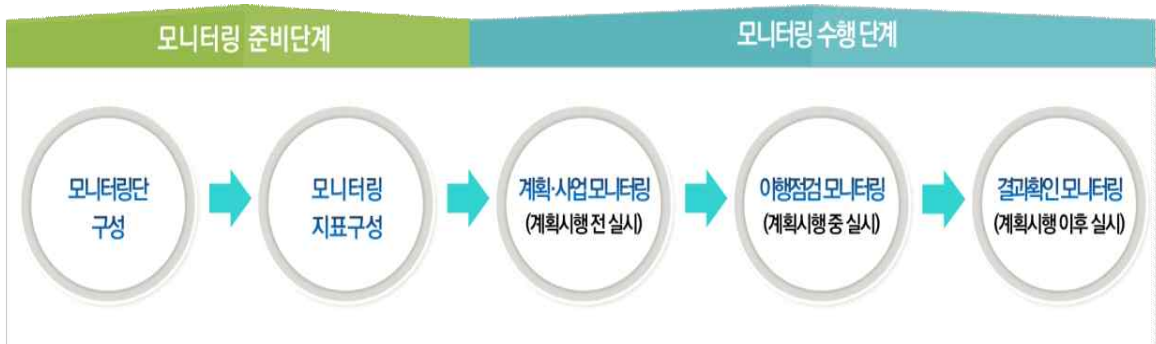 모니터링 준비단계
모니터링 수행 단계
모니터링단
구성
모니터링
지표구성
계획·사업 모니터링
(계획시행 전 실시)
이행점검 모니터링
(계획시행 중 실시)
결과확인 모니터링
(계획시행 이후 실시)